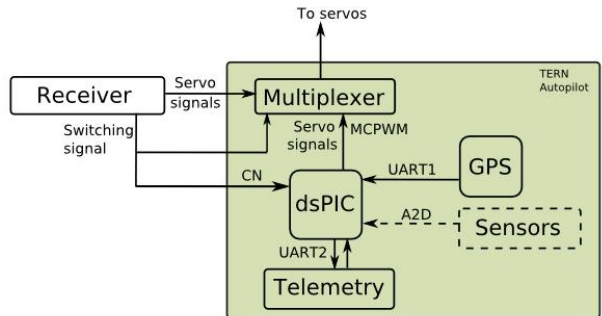 To servos
TERN
Autopilot
Receiver
Servo
signals
Multiplexer
Switching
signal
Servo
signals
MCPWM
CN
UART1
GPS
dsPIC
A2D
Sensors
UART2
Telemetry